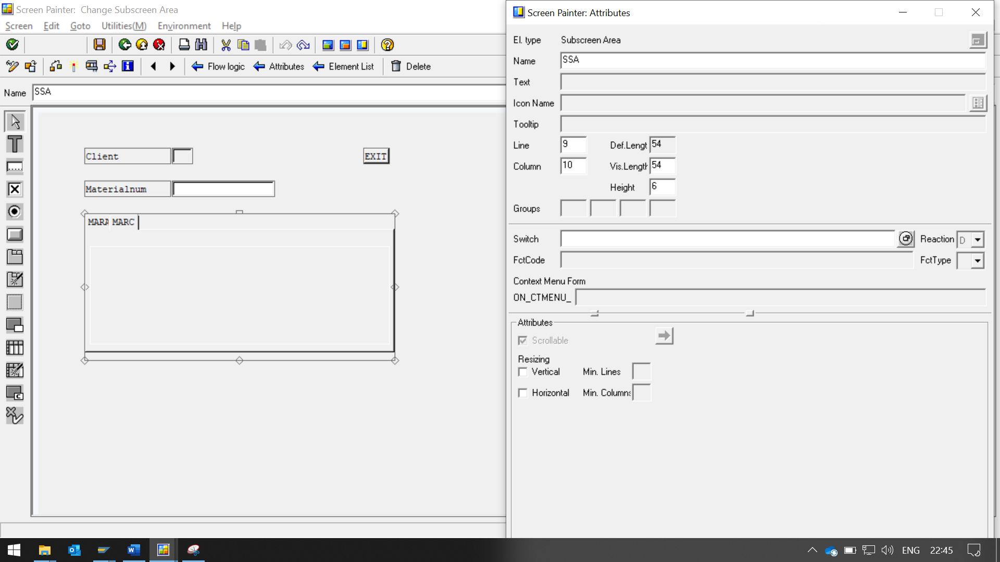 Screen Painter: Change Subscreen Area
Screen Edit Goto Utilities(M) Environment Help
Flow logic Attributes Element List Delete
Name SSA
T
Client EXIT
Materialnum
MARA MARC
Screen Painter: Attributes
El. type Subscreen Area
Name SSA
Text
Icon Name
Tooltip
Line 9 Def.Lengt 54
Column 10 Vis.Length 54
Height 6
Groups
Switch Reaction D
FctCode FctType
Context Menu Form
ON_CTMENU_
Attributes
Scrollable
Resizing
Vertical Min. Lines
Horizontal Min. Columns
ENG 22:45